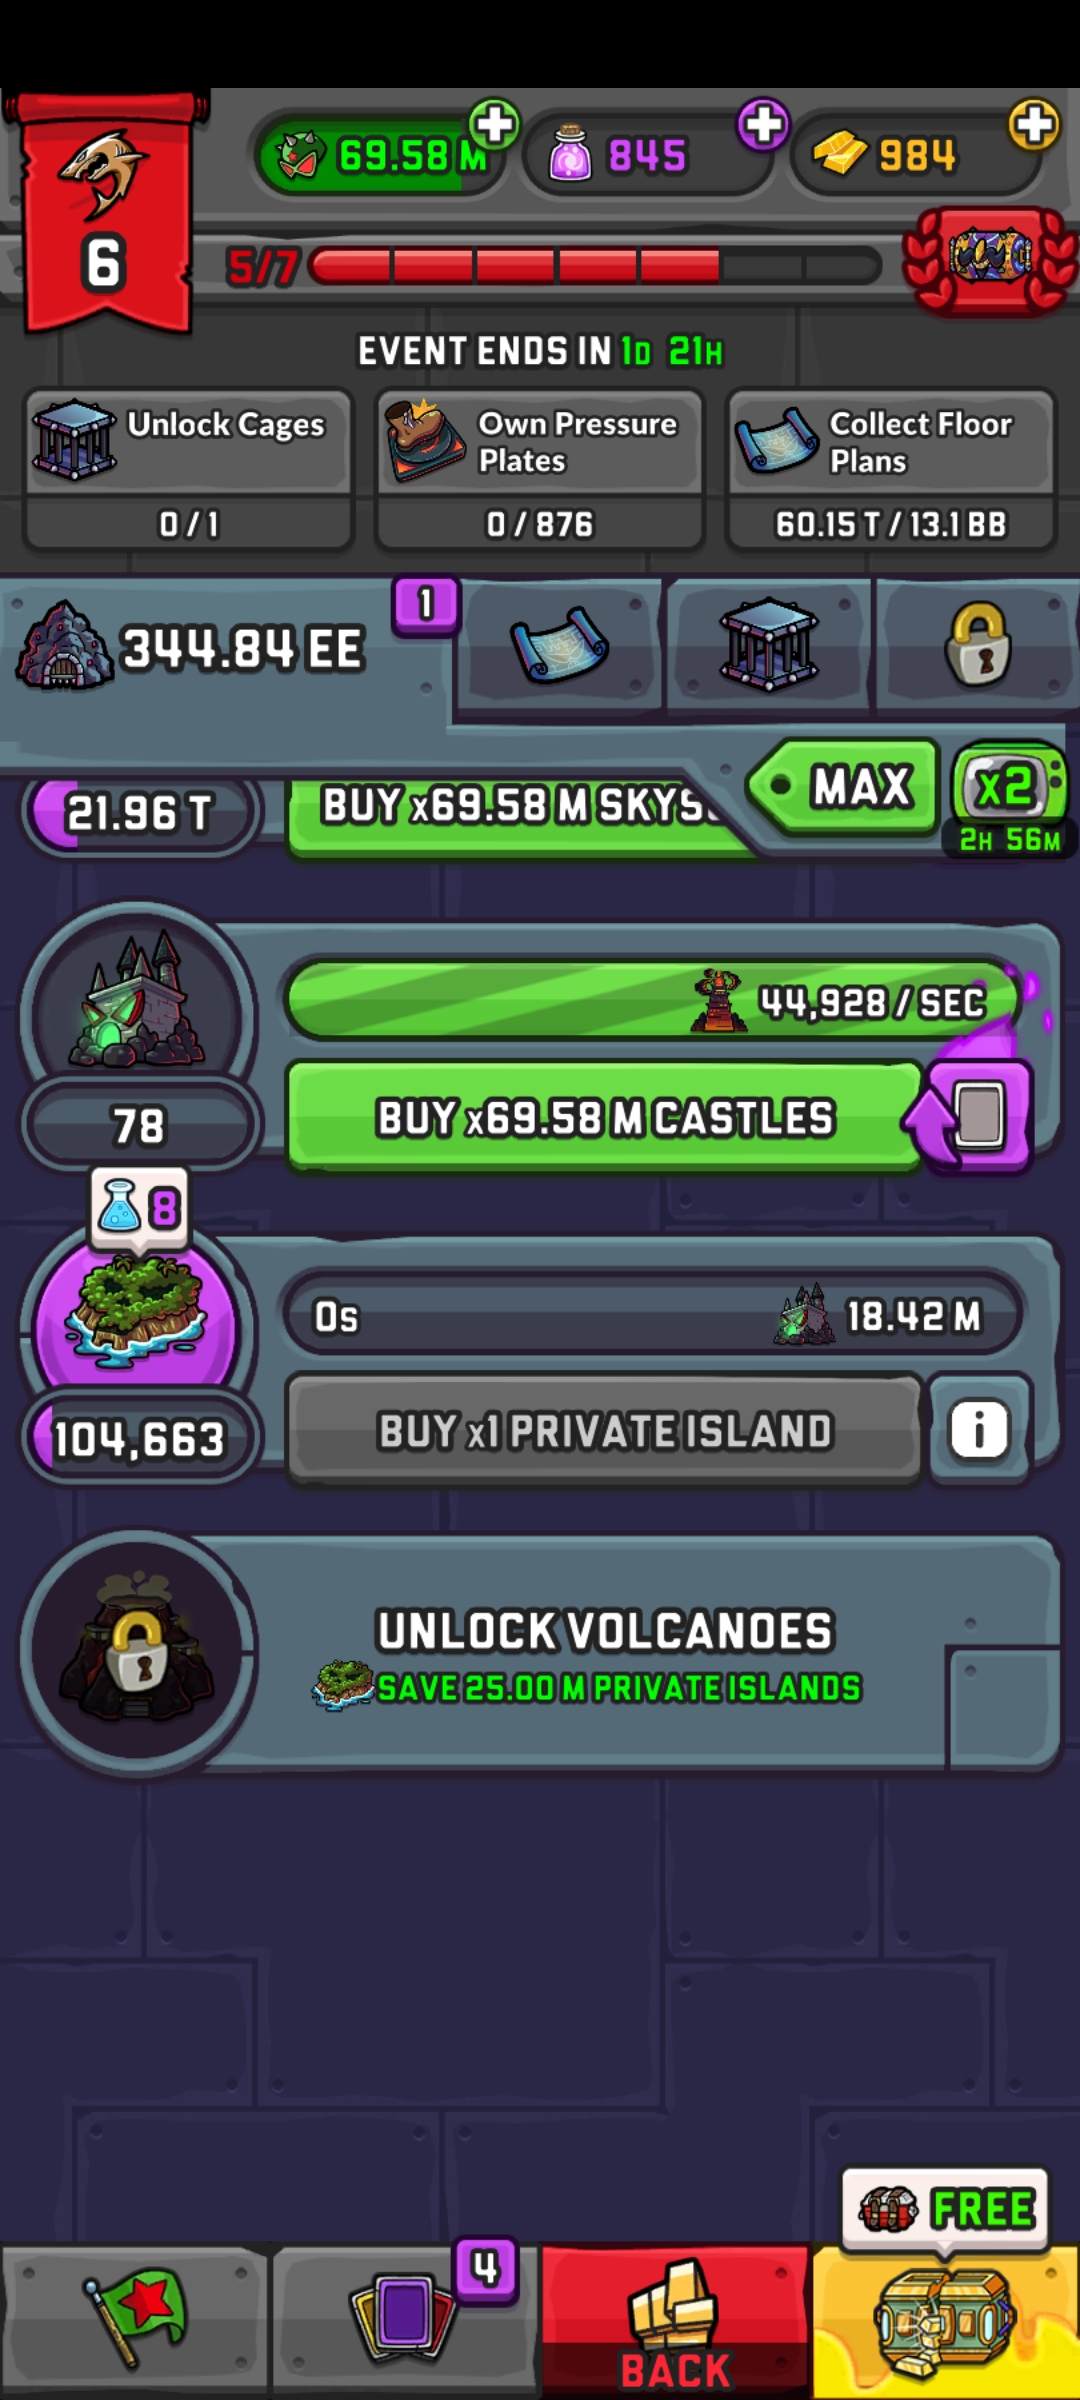 69.58 M
845
984
6
5/7
EVENT ENDS IN 1D 21H
Unlock Cages
0 / 1
Own Pressure Plates
0 / 876
Collect Floor Plans
60.15 T / 13.1 BB
344.84 EE
1
MAX
x2
2H 56M
21.96 T
BUY x69.58 M SKYS
44,928 / SEC
78
BUY x69.58 M CASTLES
8
0s
18.42 M
104,663
BUY x1 PRIVATE ISLAND
i
UNLOCK VOLCANOES
SAVE 25.00 M PRIVATE ISLANDS
FREE
4
BACK